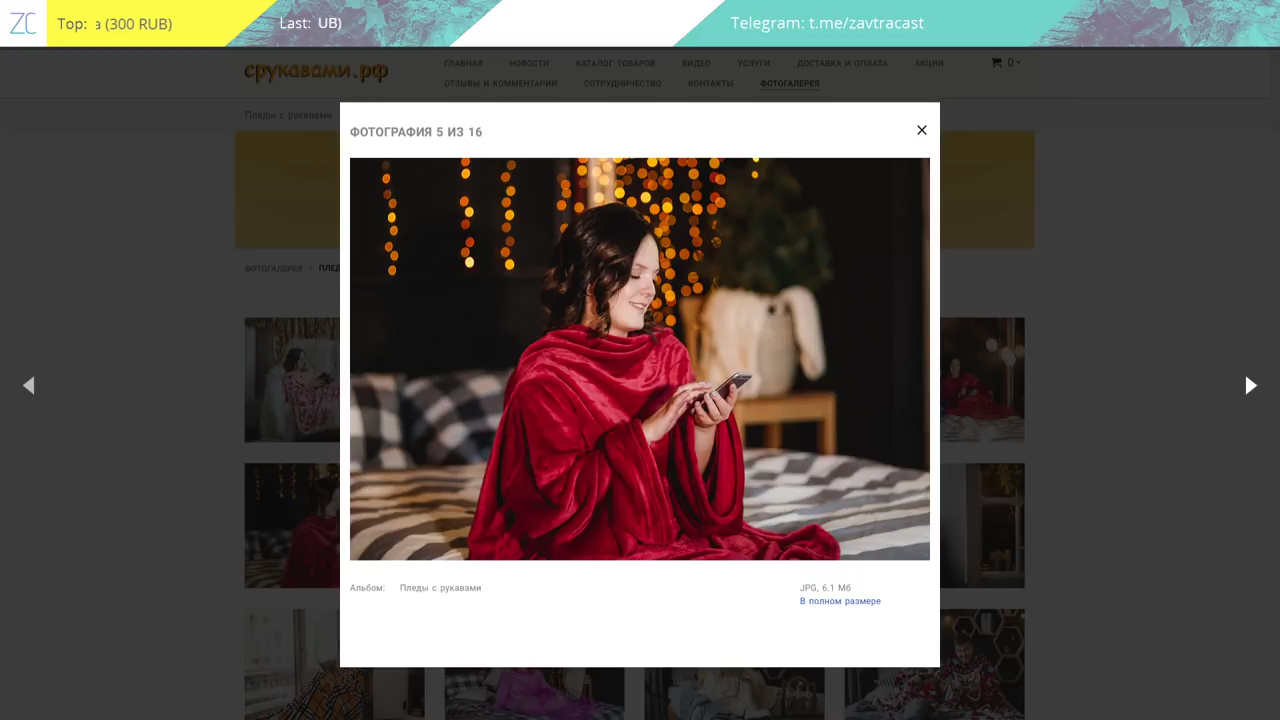 ZC
Top: а (300 RUB)
Last: UB)
Telegram: t.me/zavtracast
срукавами.рф
ГЛАВНАЯ НОВОСТИ КАТАЛОГ ТОВАРОВ ВИДЕО УСЛУГИ ДОСТАВКА И ОПЛАТА АКЦИИ
0
ОТЗЫВЫ И КОММЕНТАРИИ СОТРУДНИЧЕСТВО КОНТАКТЫ ФОТОГАЛЕРЕЯ
Пледы с рукавами
ФОТОГРАФИЯ 5 ИЗ 16
ФОТОГАЛЕРЕЯ / ПЛЕД
Альбом: Пледы с рукавами
JPG, 6.1 Мб
В полном размере